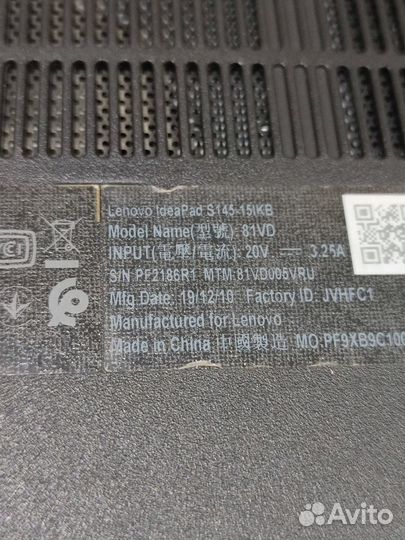 Lenovo IdeaPad S145-15IKB
Model Name(型號): 81VD
INPUT(電壓/電流): 20V ⎓ 3.25A
S/N PF2186R1 MTM:81VD005VRU
Mfg Date: 19/12/10 Factory ID: JVHFC1
Manufactured for Lenovo
Made in China 中國製造 MO:PF9XB9C10
CI
Avito